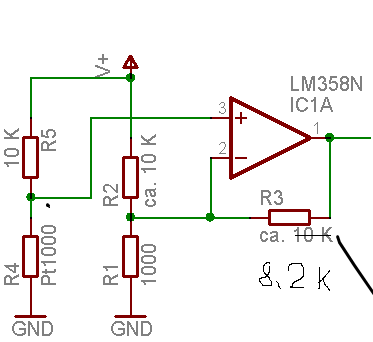 V+
LM358N
IC1A
3
+
1
2
−
10 K
R5
R2
ca. 10 K
R3
ca. 10 K
8,2 K
R4
Pt1000
R1
1000
GND
GND